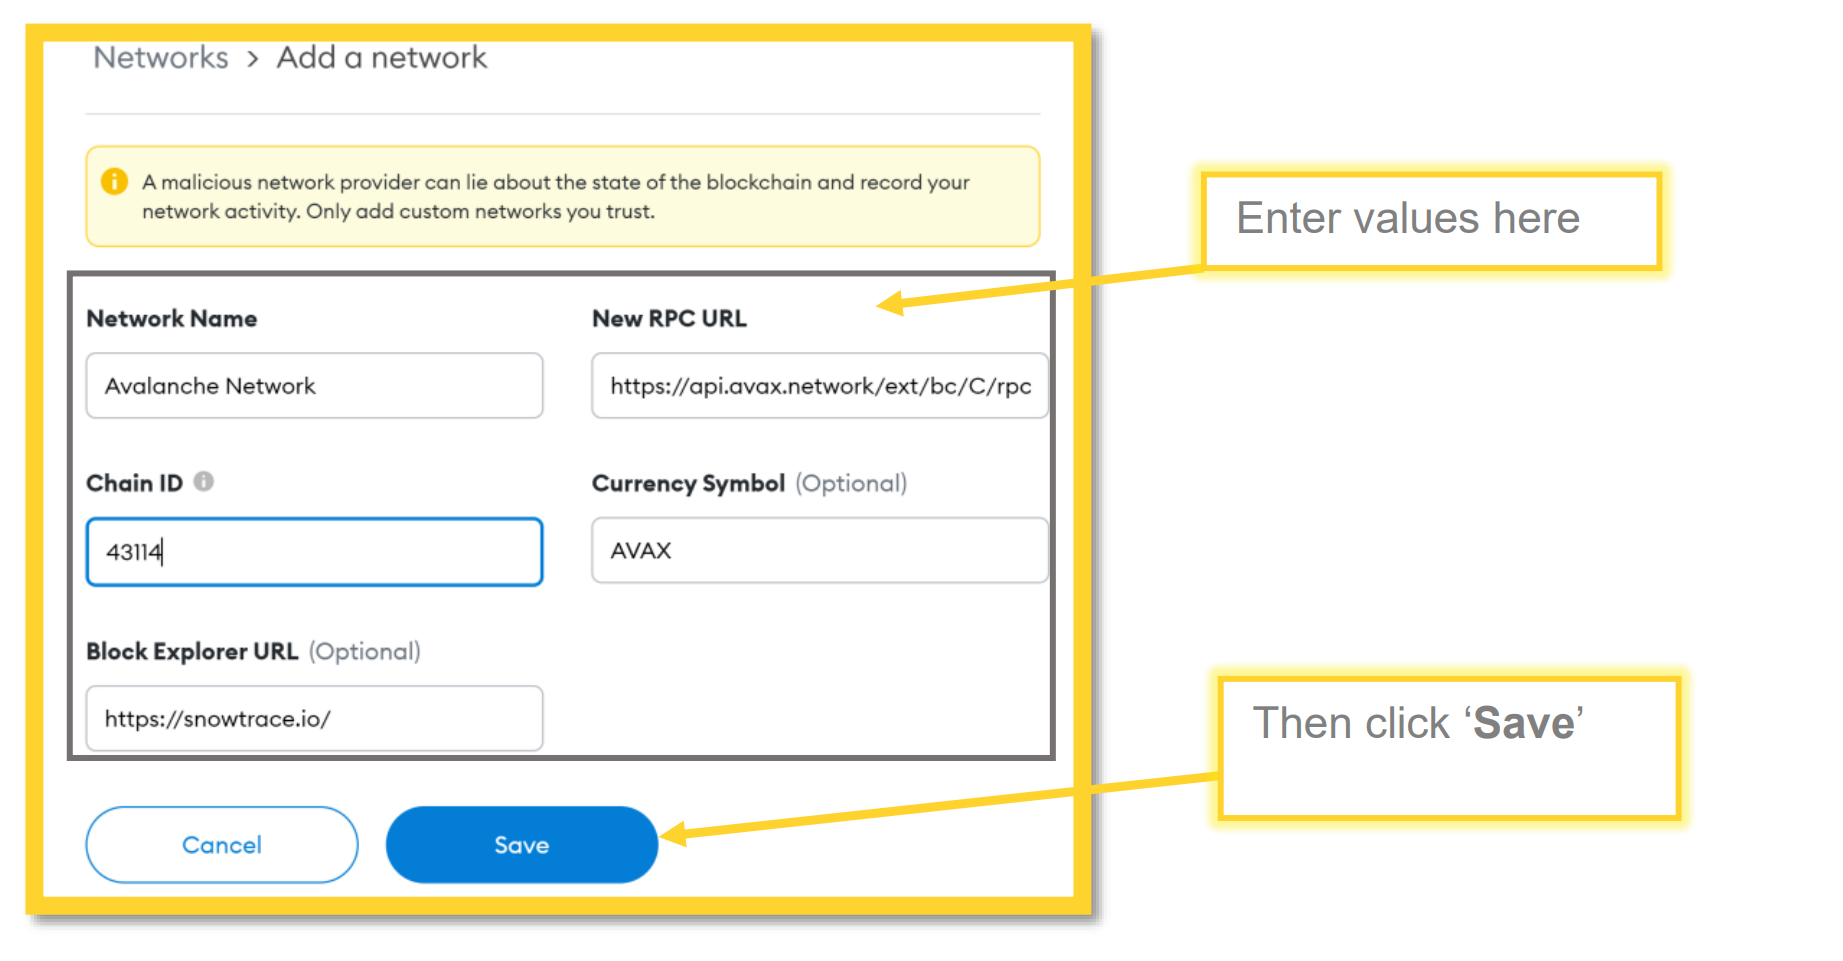 Networks > Add a network
A malicious network provider can lie about the state of the blockchain and record your
network activity. Only add custom networks you trust.
Enter values here
Network Name
New RPC URL
Avalanche Network
https://api.avax.network/ext/bc/C/rpc
Chain ID
Currency Symbol (Optional)
43114
AVAX
Block Explorer URL (Optional)
https://snowtrace.io/
Then click ‘Save’
Cancel
Save